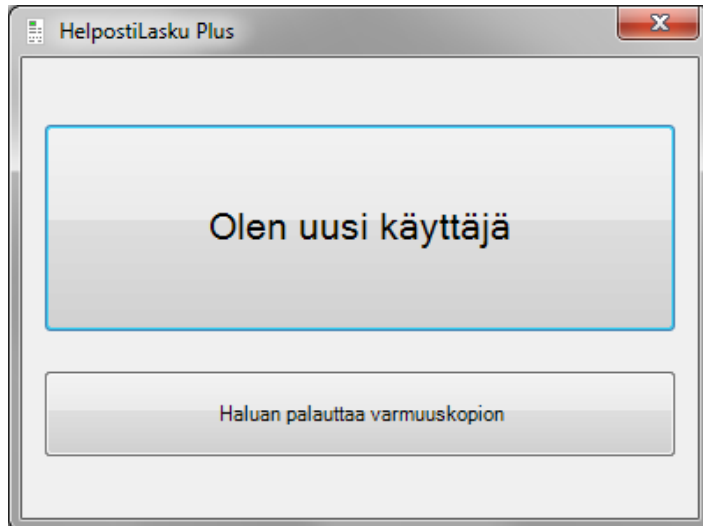 HelpostiLasku Plus
Olen uusi käyttäjä
Haluan palauttaa varmuuskopion